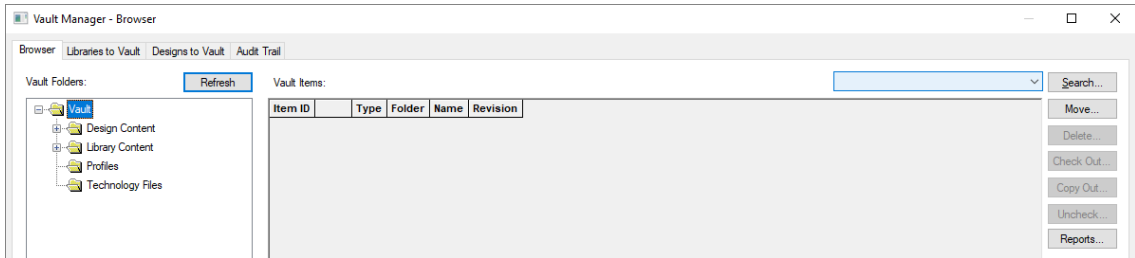 Vault Manager - Browser
Browser Libraries to Vault Designs to Vault Audit Trail
Vault Folders: Refresh Vault Items: Search...
Vault Item ID Type Folder Name Revision Move...
Design Content Delete...
Library Content Check Out...
Profiles
Technology Files Copy Out...
Uncheck...
Reports...